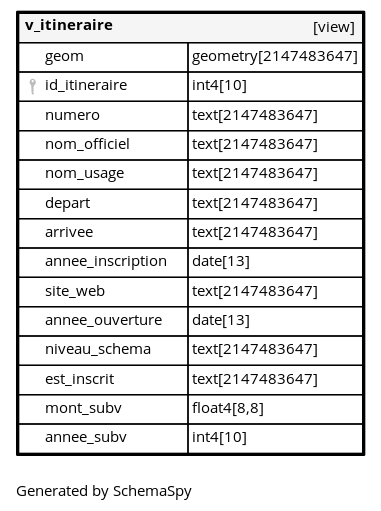 v_itineraire [view]
geom geometry[2147483647]
id_itineraire int4[10]
numero text[2147483647]
nom_officiel text[2147483647]
nom_usage text[2147483647]
depart text[2147483647]
arrivee text[2147483647]
annee_inscription date[13]
site_web text[2147483647]
annee_ouverture date[13]
niveau_schema text[2147483647]
est_inscrit text[2147483647]
mont_subv float4[8,8]
annee_subv int4[10]
Generated by SchemaSpy